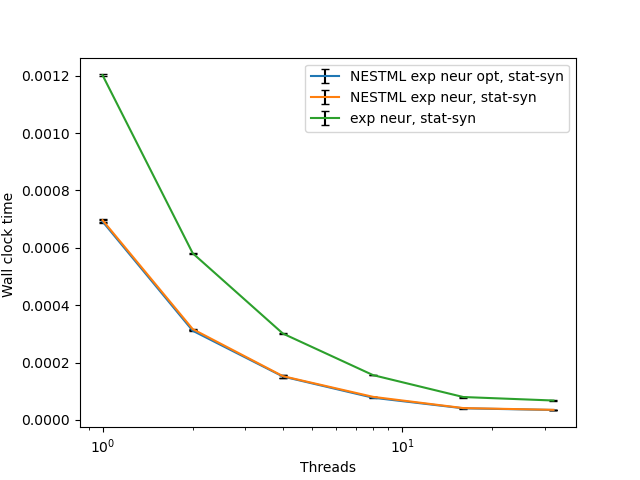 NESTML exp neur opt, stat-syn
NESTML exp neur, stat-syn
exp neur, stat-syn
0.0012
0.0010
0.0008
0.0006
0.0004
0.0002
0.0000
Wall clock time
10⁰
10¹
Threads